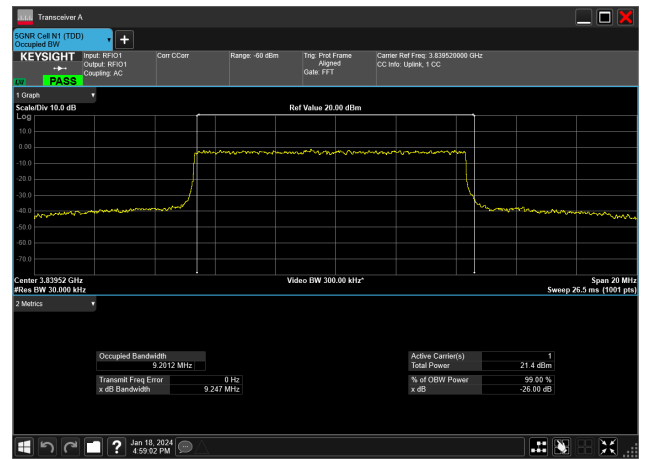 Transceiver A
5GNR Cell N1 (TDD)
Occupied BW
+
KEYSIGHT
LW PASS
Input: RFIO1
Output: RFIO1
Coupling: AC
Corr CCorr
Range: -60 dBm
Trig: Prot Frame
Aligned
Gate: FFT
Carrier Ref Freq: 3.839520000 GHz
CC Info: Uplink, 1 CC
1 Graph
Scale/Div 10.0 dB
Ref Value 20.00 dBm
Log
10.0
0.00
-10.0
-20.0
-30.0
-40.0
-50.0
-60.0
-70.0
Center 3.83952 GHz
#Res BW 30.000 kHz
Video BW 300.00 kHz*
Span 20 MHz
Sweep 26.5 ms (1001 pts)
2 Metrics
Occupied Bandwidth
9.2012 MHz
Transmit Freq Error 0 Hz
x dB Bandwidth 9.247 MHz
Active Carrier(s) 1
Total Power 21.4 dBm
% of OBW Power 99.00 %
x dB -26.00 dB
?
Jan 18, 2024
4:59:02 PM